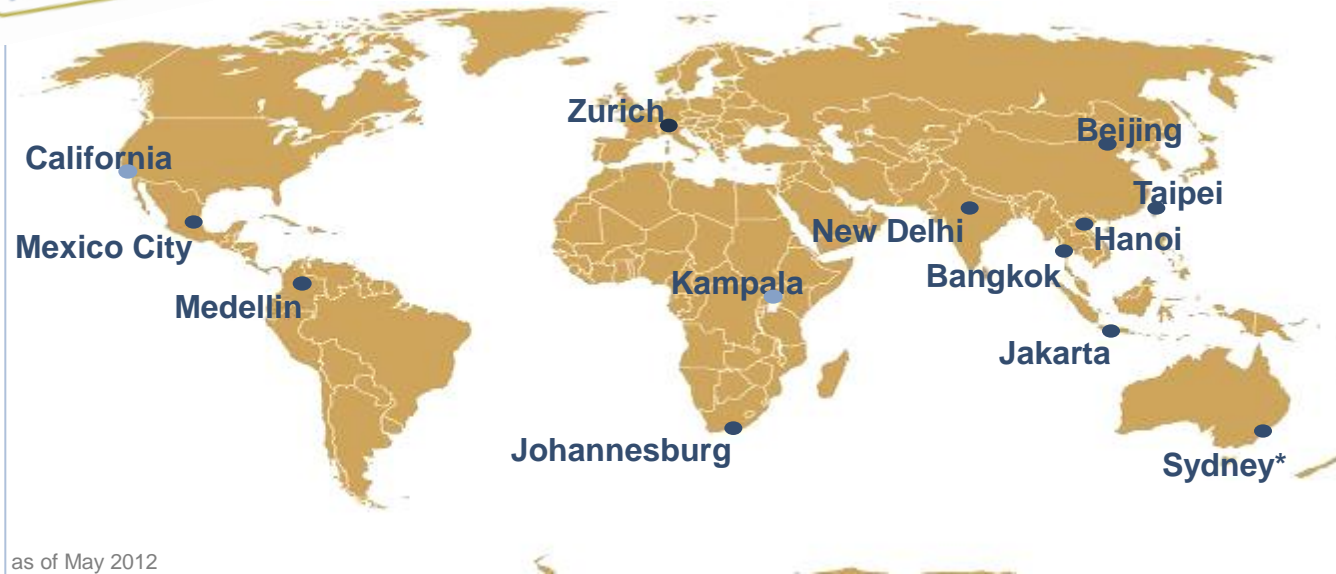 Zurich
Beijing
California
Taipei
New Delhi
Hanoi
Mexico City
Bangkok
Kampala
Medellin
Jakarta
Johannesburg
Sydney*
as of May 2012